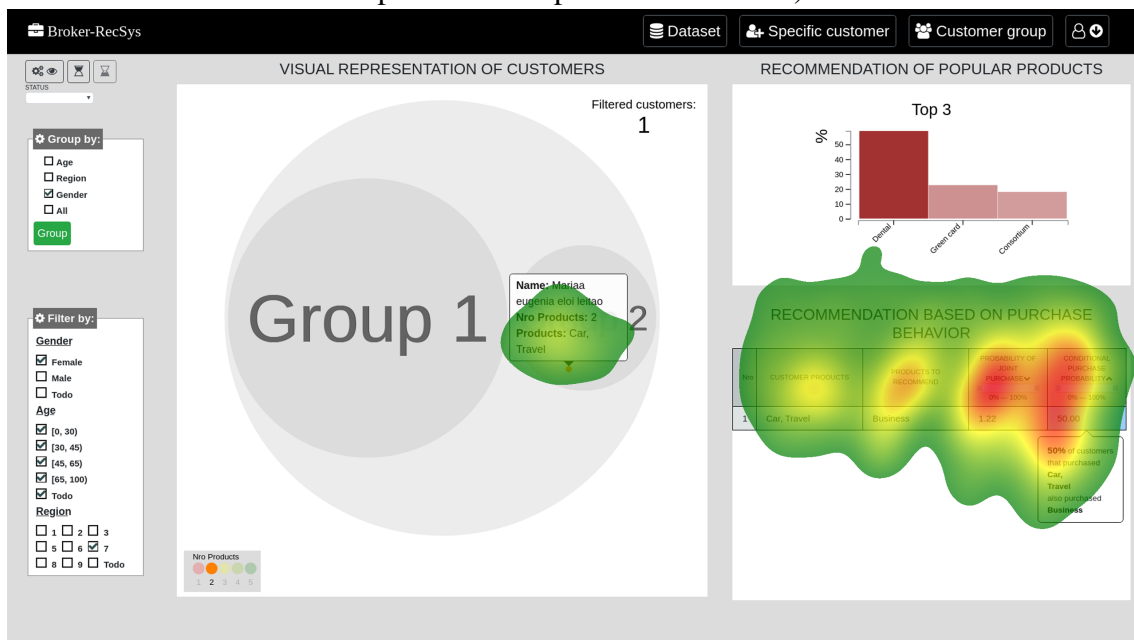 Broker-RecSys
Dataset
Specific customer
Customer group
STATUS
Group by:
Age
Region
Gender
All
Group
Filter by:
Gender
Female
Male
Todo
Age
[0, 30)
[30, 45)
[45, 65)
[65, 100)
Todo
Region
1 2 3
5 6 7
8 9 Todo
VISUAL REPRESENTATION OF CUSTOMERS
Filtered customers:
1
Group 1
2
Name: Mariaa
eugenia eloi leitao
Nro Products: 2
Products: Car,
Travel
Nro Products
1 2 3 4 5
RECOMMENDATION OF POPULAR PRODUCTS
Top 3
%
50
40
30
20
10
0
Dental
Green card
Consortium
RECOMMENDATION BASED ON PURCHASE
BEHAVIOR
Nro
CUSTOMER PRODUCTS
PRODUCTS TO
RECOMMEND
PROBABILITY OF
JOINT
PURCHASE
0% — 100%
CONDITIONAL
PURCHASE
PROBABILITY
0% — 100%
1 Car, Travel Business 1.22 50.00
50% of customers
that purchased
Car,
Travel
also purchased
Business